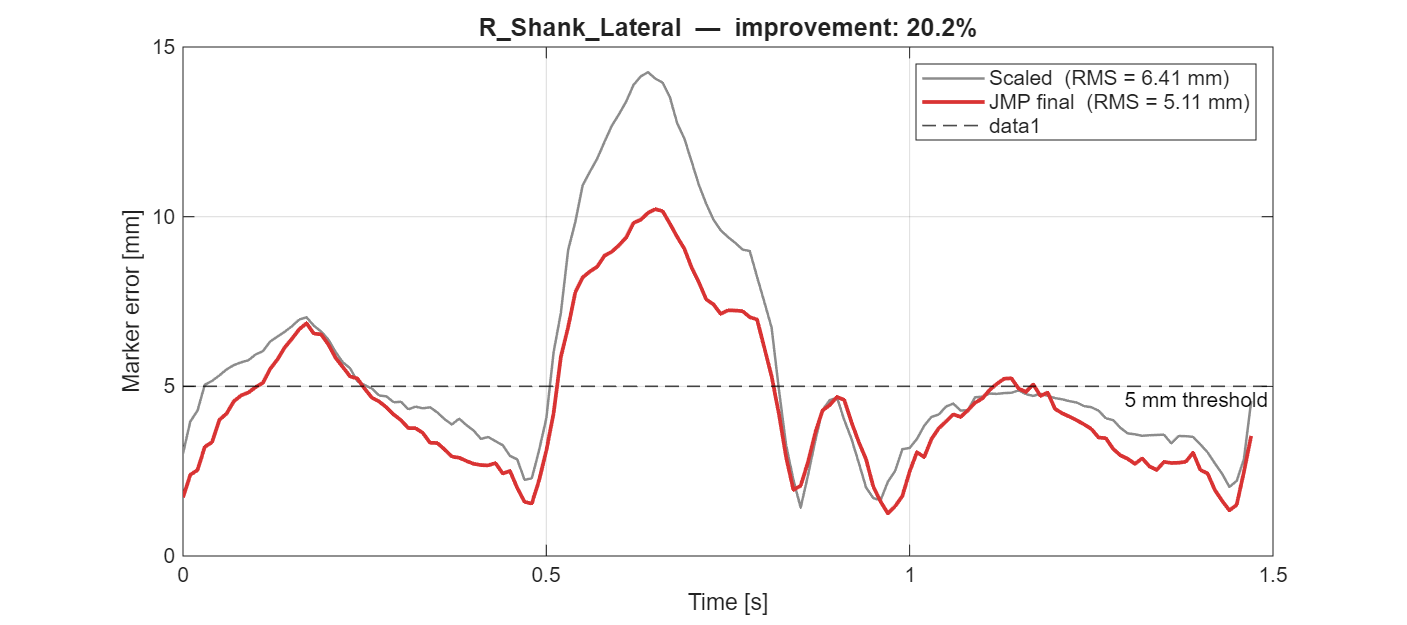 R_Shank_Lateral — improvement: 20.2%
Scaled (RMS = 6.41 mm)
JMP final (RMS = 5.11 mm)
data1
Marker error [mm]
15
10
5
0
5 mm threshold
0
0.5
1
1.5
Time [s]